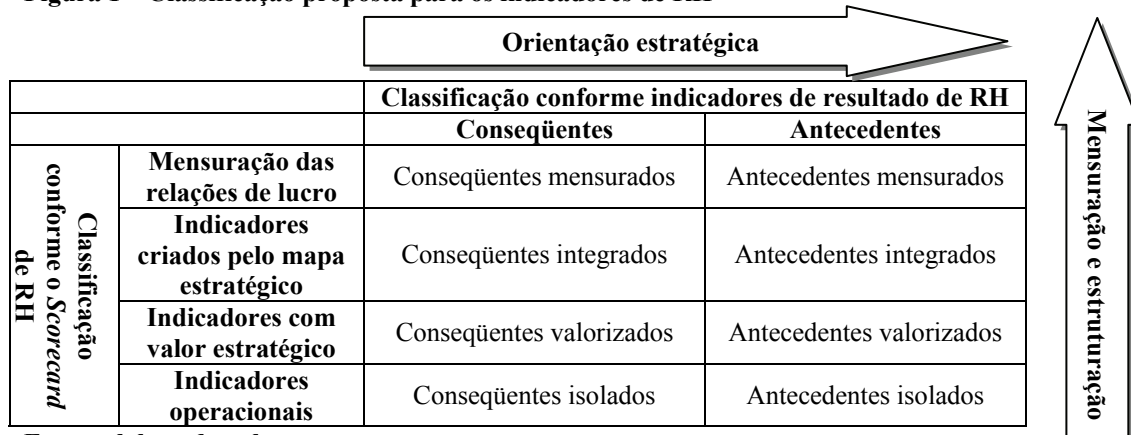 Orientação estratégica
Classificação conforme indicadores de resultado de RH
Conseqüentes
Antecedentes
Classificação
conforme o Scorecard
de RH
Mensuração das
relações de lucro
Conseqüentes mensurados
Antecedentes mensurados
Indicadores
criados pelo mapa
estratégico
Conseqüentes integrados
Antecedentes integrados
Indicadores com
valor estratégico
Conseqüentes valorizados
Antecedentes valorizados
Indicadores
operacionais
Conseqüentes isolados
Antecedentes isolados
Mensuração e estruturação